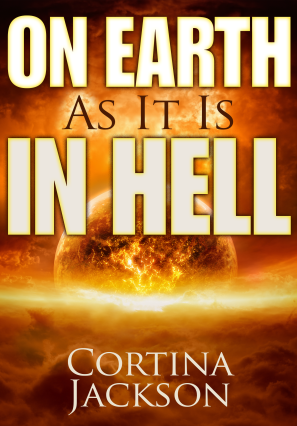 ON EARTH
As It Is
IN HELL
Cortina
Jackson